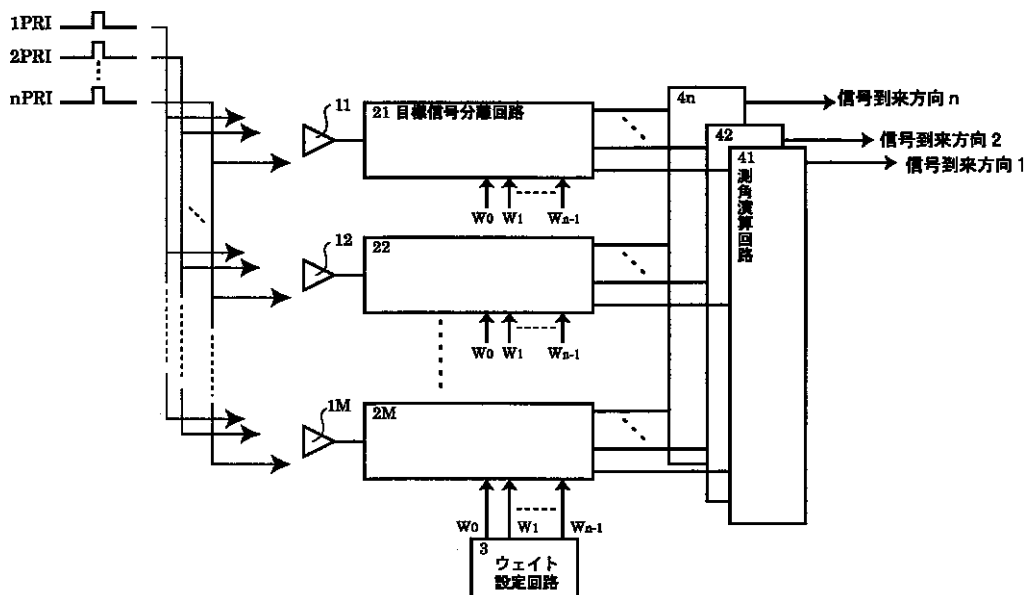 1PRI
2PRI
nPRI
11
21 目標信号分離回路
W0 W1 Wn-1
4n
信号到来方向 n
42
信号到来方向 2
41
測角演算回路
信号到来方向 1
12
22
W0 W1 Wn-1
1M
2M
W0 W1 Wn-1
3
ウェイト
設定回路